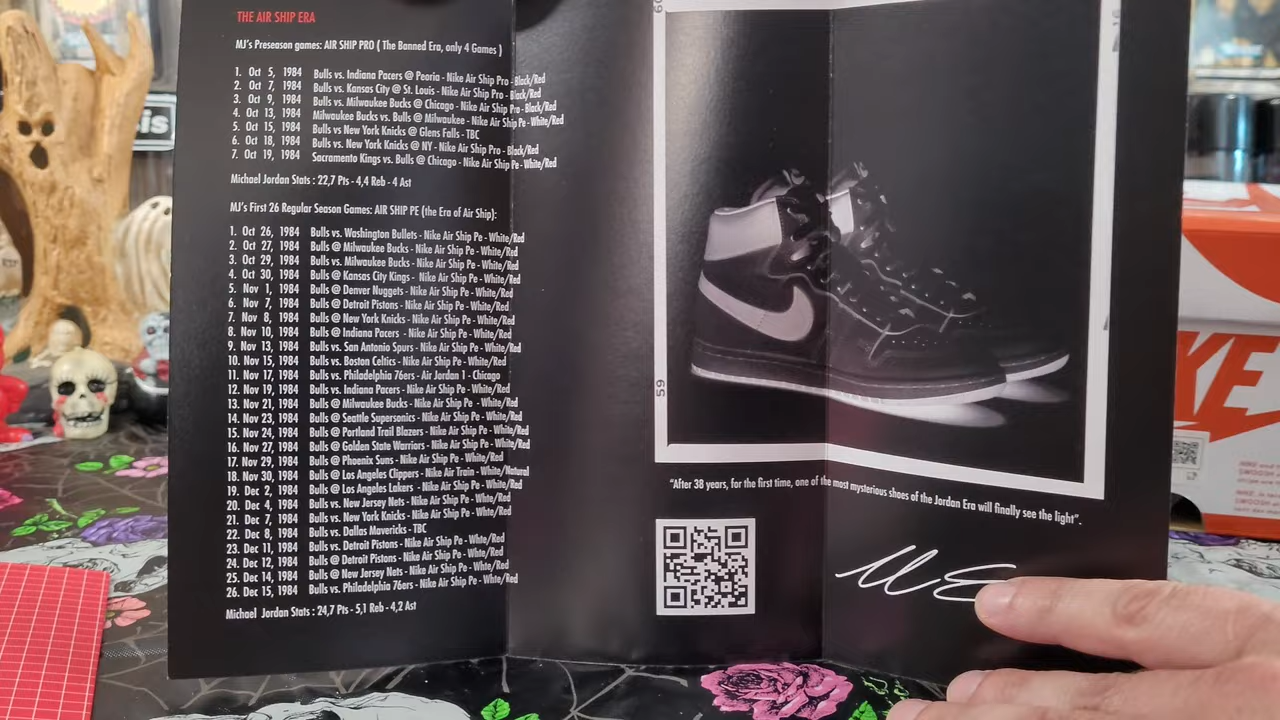 THE AIR SHIP ERA
MJ's Preseason games: AIR SHIP PRO ( The Banned Era, only 4 Games )
1. Oct 5, 1984 Bulls vs. Indiana Pacers @ Peoria - Nike Air Ship Pro - Black/Red
2. Oct 7, 1984 Bulls vs. Kansas City @ St. Louis - Nike Air Ship Pro - Black/Red
3. Oct 9, 1984 Bulls vs. Milwaukee Bucks @ Chicago - Nike Air Ship Pro - Black/Red
4. Oct 13, 1984 Milwaukee Bucks vs. Bulls @ Milwaukee - Nike Air Ship Pe - White/Red
5. Oct 15, 1984 Bulls vs New York Knicks @ Glens Falls - TBC
6. Oct 18, 1984 Bulls vs. New York Knicks @ NY - Nike Air Ship Pro - Black/Red
7. Oct 19, 1984 Sacramento Kings vs. Bulls @ Chicago - Nike Air Ship Pe - White/Red
Michael Jordan Stats : 22,7 Pts - 4,4 Reb - 4 Ast
MJ's First 26 Regular Season Games: AIR SHIP PE (the Era of Air Ship):
1. Oct 26, 1984 Bulls vs. Washington Bullets - Nike Air Ship Pe - White/Red
2. Oct 27, 1984 Bulls @ Milwaukee Bucks - Nike Air Ship Pe - White/Red
3. Oct 29, 1984 Bulls vs. Milwaukee Bucks - Nike Air Ship Pe - White/Red
4. Oct 30, 1984 Bulls @ Kansas City Kings - Nike Air Ship Pe - White/Red
5. Nov 1, 1984 Bulls @ Denver Nuggets - Nike Air Ship Pe - White/Red
6. Nov 7, 1984 Bulls @ Detroit Pistons - Nike Air Ship Pe - White/Red
7. Nov 8, 1984 Bulls @ New York Knicks - Nike Air Ship Pe - White/Red
8. Nov 10, 1984 Bulls @ Indiana Pacers - Nike Air Ship Pe - White/Red
9. Nov 13, 1984 Bulls vs. San Antonio Spurs - Nike Air Ship Pe - White/Red
10. Nov 15, 1984 Bulls vs. Boston Celtics - Nike Air Ship Pe - White/Red
11. Nov 17, 1984 Bulls vs. Philadelphia 76ers - Air Jordan 1 - Chicago
12. Nov 19, 1984 Bulls vs. Indiana Pacers - Nike Air Ship Pe - White/Red
13. Nov 21, 1984 Bulls @ Milwaukee Bucks - Nike Air Ship Pe - White/Red
14. Nov 23, 1984 Bulls @ Seattle Supersonics - Nike Air Ship Pe - White/Red
15. Nov 24, 1984 Bulls @ Portland Trail Blazers - Nike Air Ship Pe - White/Red
16. Nov 27, 1984 Bulls @ Golden State Warriors - Nike Air Ship Pe - White/Red
17. Nov 29, 1984 Bulls @ Phoenix Suns - Nike Air Ship Pe - White/Red
18. Nov 30, 1984 Bulls @ Los Angeles Clippers - Nike Air Train - White/Natural
19. Dec 2, 1984 Bulls @ Los Angeles Lakers - Nike Air Ship Pe - White/Red
20. Dec 4, 1984 Bulls vs. New Jersey Nets - Nike Air Ship Pe - Whte/Red
21. Dec 7, 1984 Bulls vs. New York Knicks - Nike Air Ship Pe - Whte/Red
22. Dec 8, 1984 Bulls vs. Dallas Mavericks - TBC
23. Dec 11, 1984 Bulls vs. Detroit Pistons - Nike Air Ship Pe - Whte/Red
24. Dec 12, 1984 Bulls @ Detroit Pistons - Nike Air Ship Pe - Whte/Red
25. Dec 14, 1984 Bulls @ New Jersey Nets - Nike Air Ship Pe - White/Red
26. Dec 15, 1984 Bulls vs. Philadelphia 76ers - Nike Air Ship Pe - White/Red
Michael Jordan Stats : 24,7 Pts - 5,1 Reb - 4,2 Ast
59
"After 38 years, for the first time, one of the most mysterious shoes of the Jordan Era will finally see the light".
KE